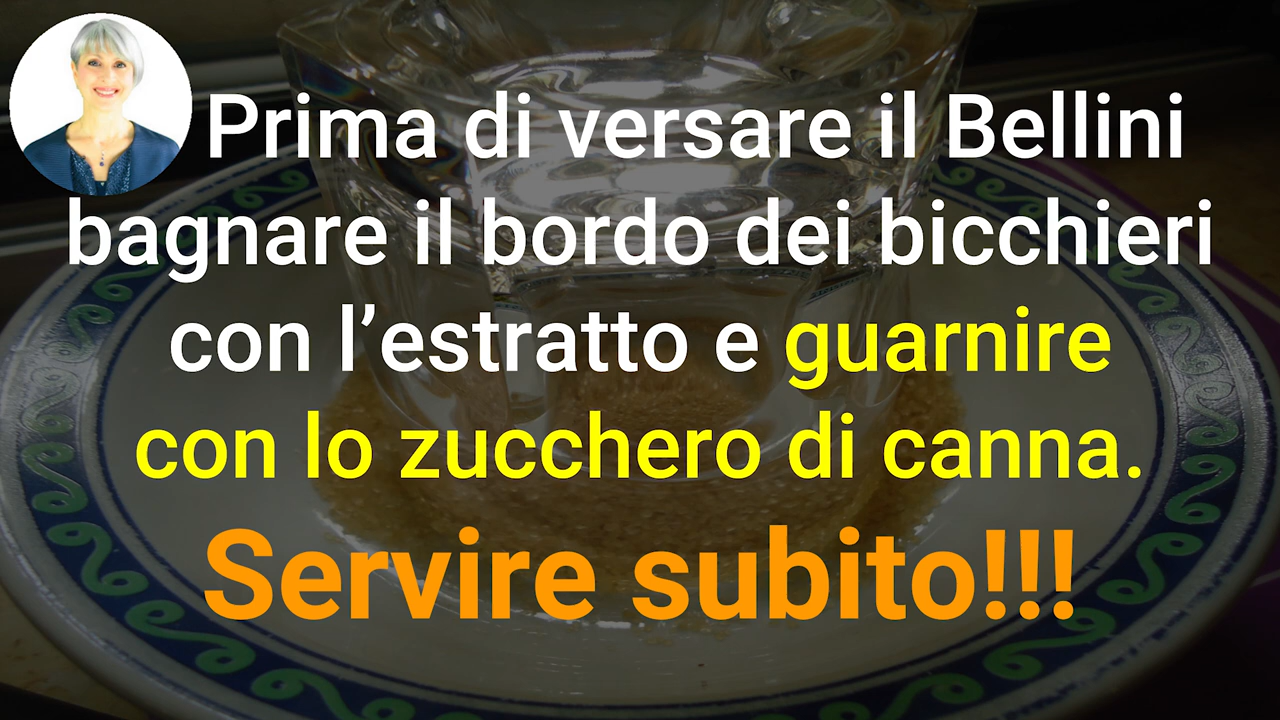 Prima di versare il Bellini
bagnare il bordo dei bicchieri
con l’estratto e guarnire
con lo zucchero di canna.
Servire subito!!!